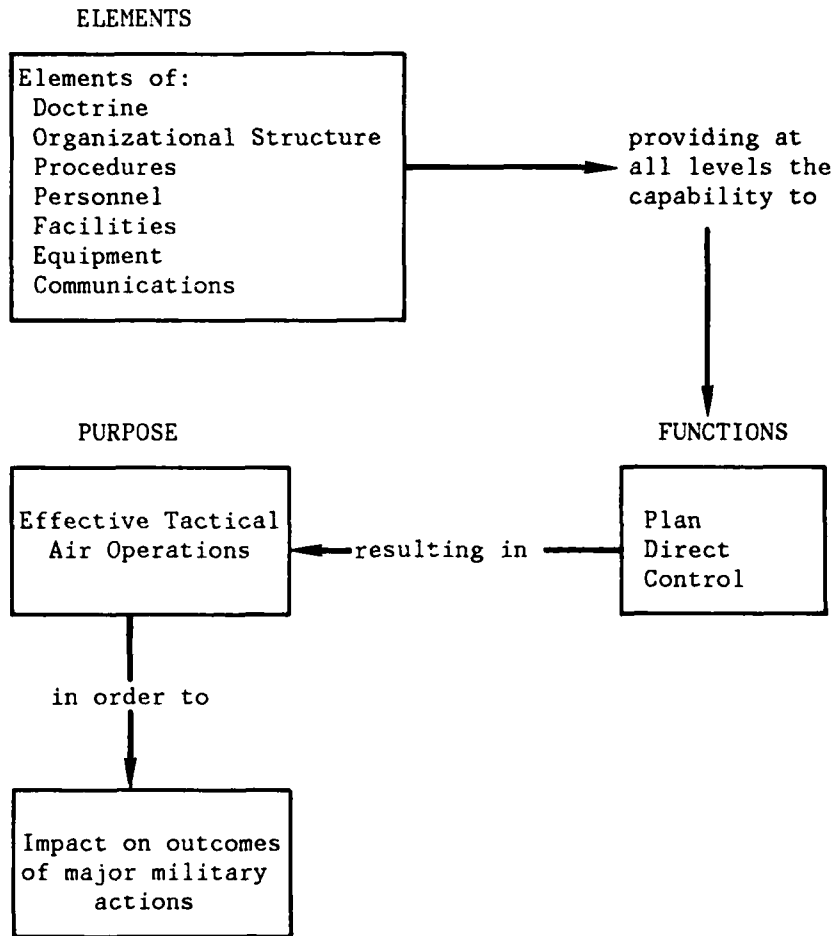 ELEMENTS
Elements of:
Doctrine
Organizational Structure
Procedures
Personnel
Facilities
Equipment
Communications
providing at
all levels the
capability to
FUNCTIONS
Plan
Direct
Control
resulting in
PURPOSE
Effective Tactical
Air Operations
in order to
Impact on outcomes
of major military
actions